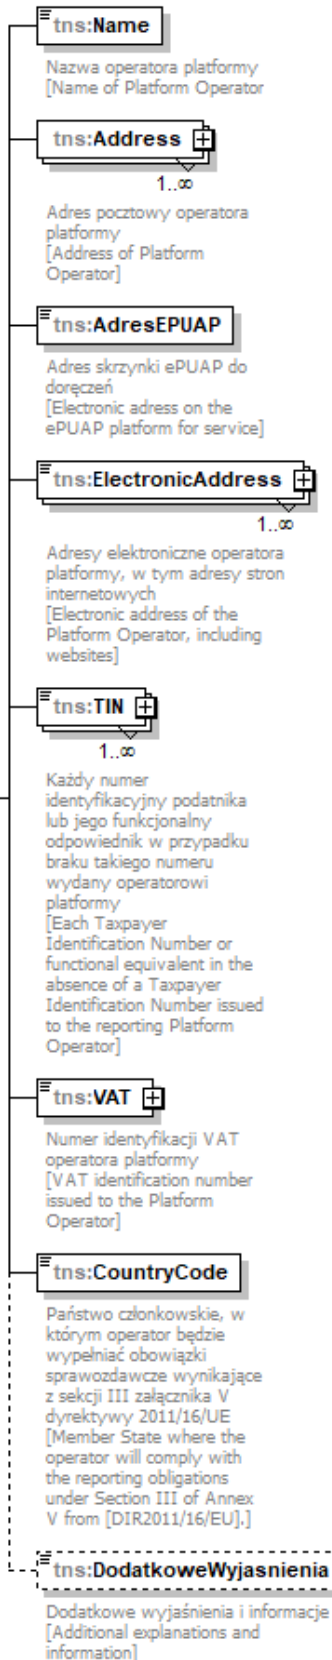 tns:Name
Nazwa operatora platformy
[Name of Platform Operator
tns:Address
1..∞
Adres pocztowy operatora
platformy
[Address of Platform
Operator]
tns:AdresEPUAP
Adres skrzynki ePUAP do
doręczeń
[Electronic adress on the
ePUAP platform for service]
tns:ElectronicAddress
1..∞
Adresy elektroniczne operatora
platformy, w tym adresy stron
internetowych
[Electronic address of the
Platform Operator, including
websites]
tns:TIN
1..∞
Każdy numer
identyfikacyjny podatnika
lub jego funkcjonalny
odpowiednik w przypadku
braku takiego numeru
wydany operatorowi
platformy
[Each Taxpayer
Identification Number or
functional equivalent in the
absence of a Taxpayer
Identification Number issued
to the reporting Platform
Operator]
tns:VAT
Numer identyfikacji VAT
operatora platformy
[VAT identification number
issued to the Platform
Operator]
tns:CountryCode
Państwo członkowskie, w
którym operator będzie
wypełniać obowiązki
sprawozdawcze wynikające
z sekcji III załącznika V
dyrektywy 2011/16/UE
[Member State where the
operator will comply with
the reporting obligations
under Section III of Annex
V from [DIR2011/16/EU].]
tns:DodatkoweWyjasnienia
Dodatkowe wyjaśnienia i informacje
[Additional explanations and
information]